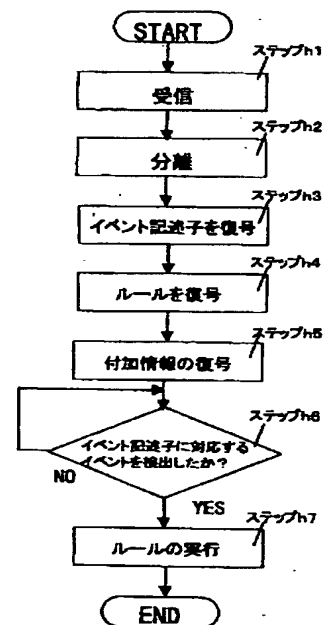 START
ステップh1
受信
ステップh2
分離
ステップh3
イベント記述子を復号
ステップh4
ルールを復号
ステップh5
付加情報の復号
ステップh6
イベント記述子に対応する
イベントを検出したか?
NO
YES
ステップh7
ルールの実行
END